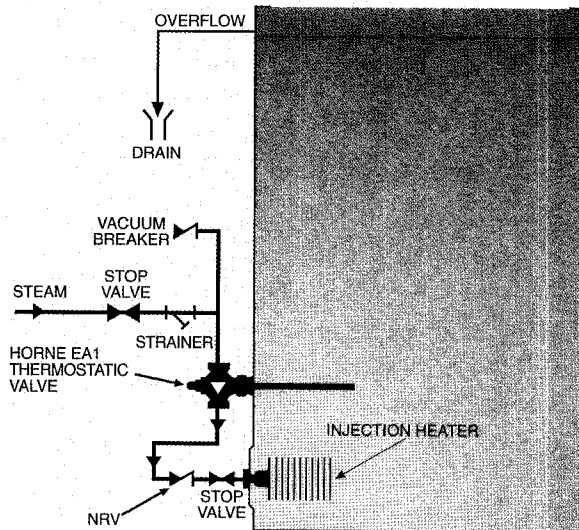 OVERFLOW
DRAIN
VACUUM
BREAKER
STOP
VALVE
STEAM
STRAINER
HORNE EA1
THERMOSTATIC
VALVE
INJECTION HEATER
STOP
VALVE
NRV